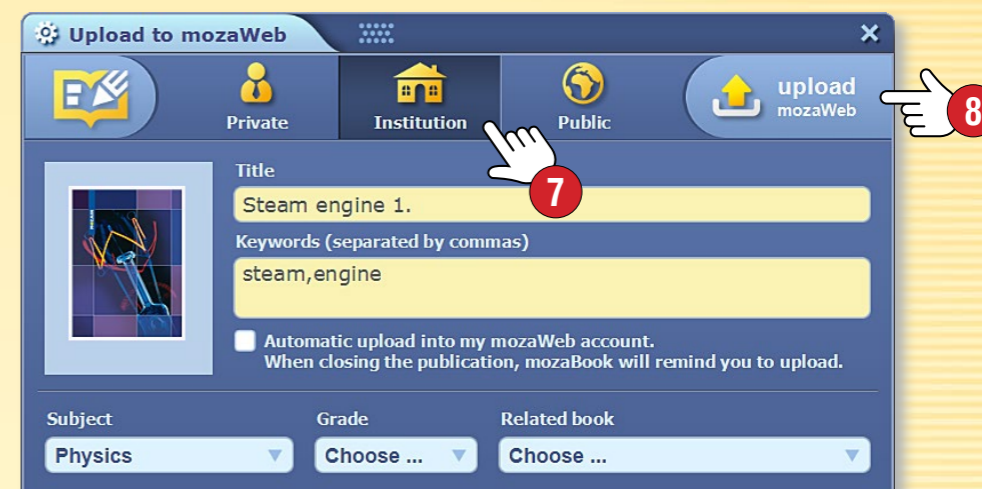 Upload to mozaWeb
Private
Institution
Public
upload
mozaWeb
8
7
Title
Steam engine 1.
Keywords (separated by commas)
steam,engine
Automatic upload into my mozaWeb account.
When closing the publication, mozaBook will remind you to upload.
Subject Grade Related book
Physics Choose ... Choose ...